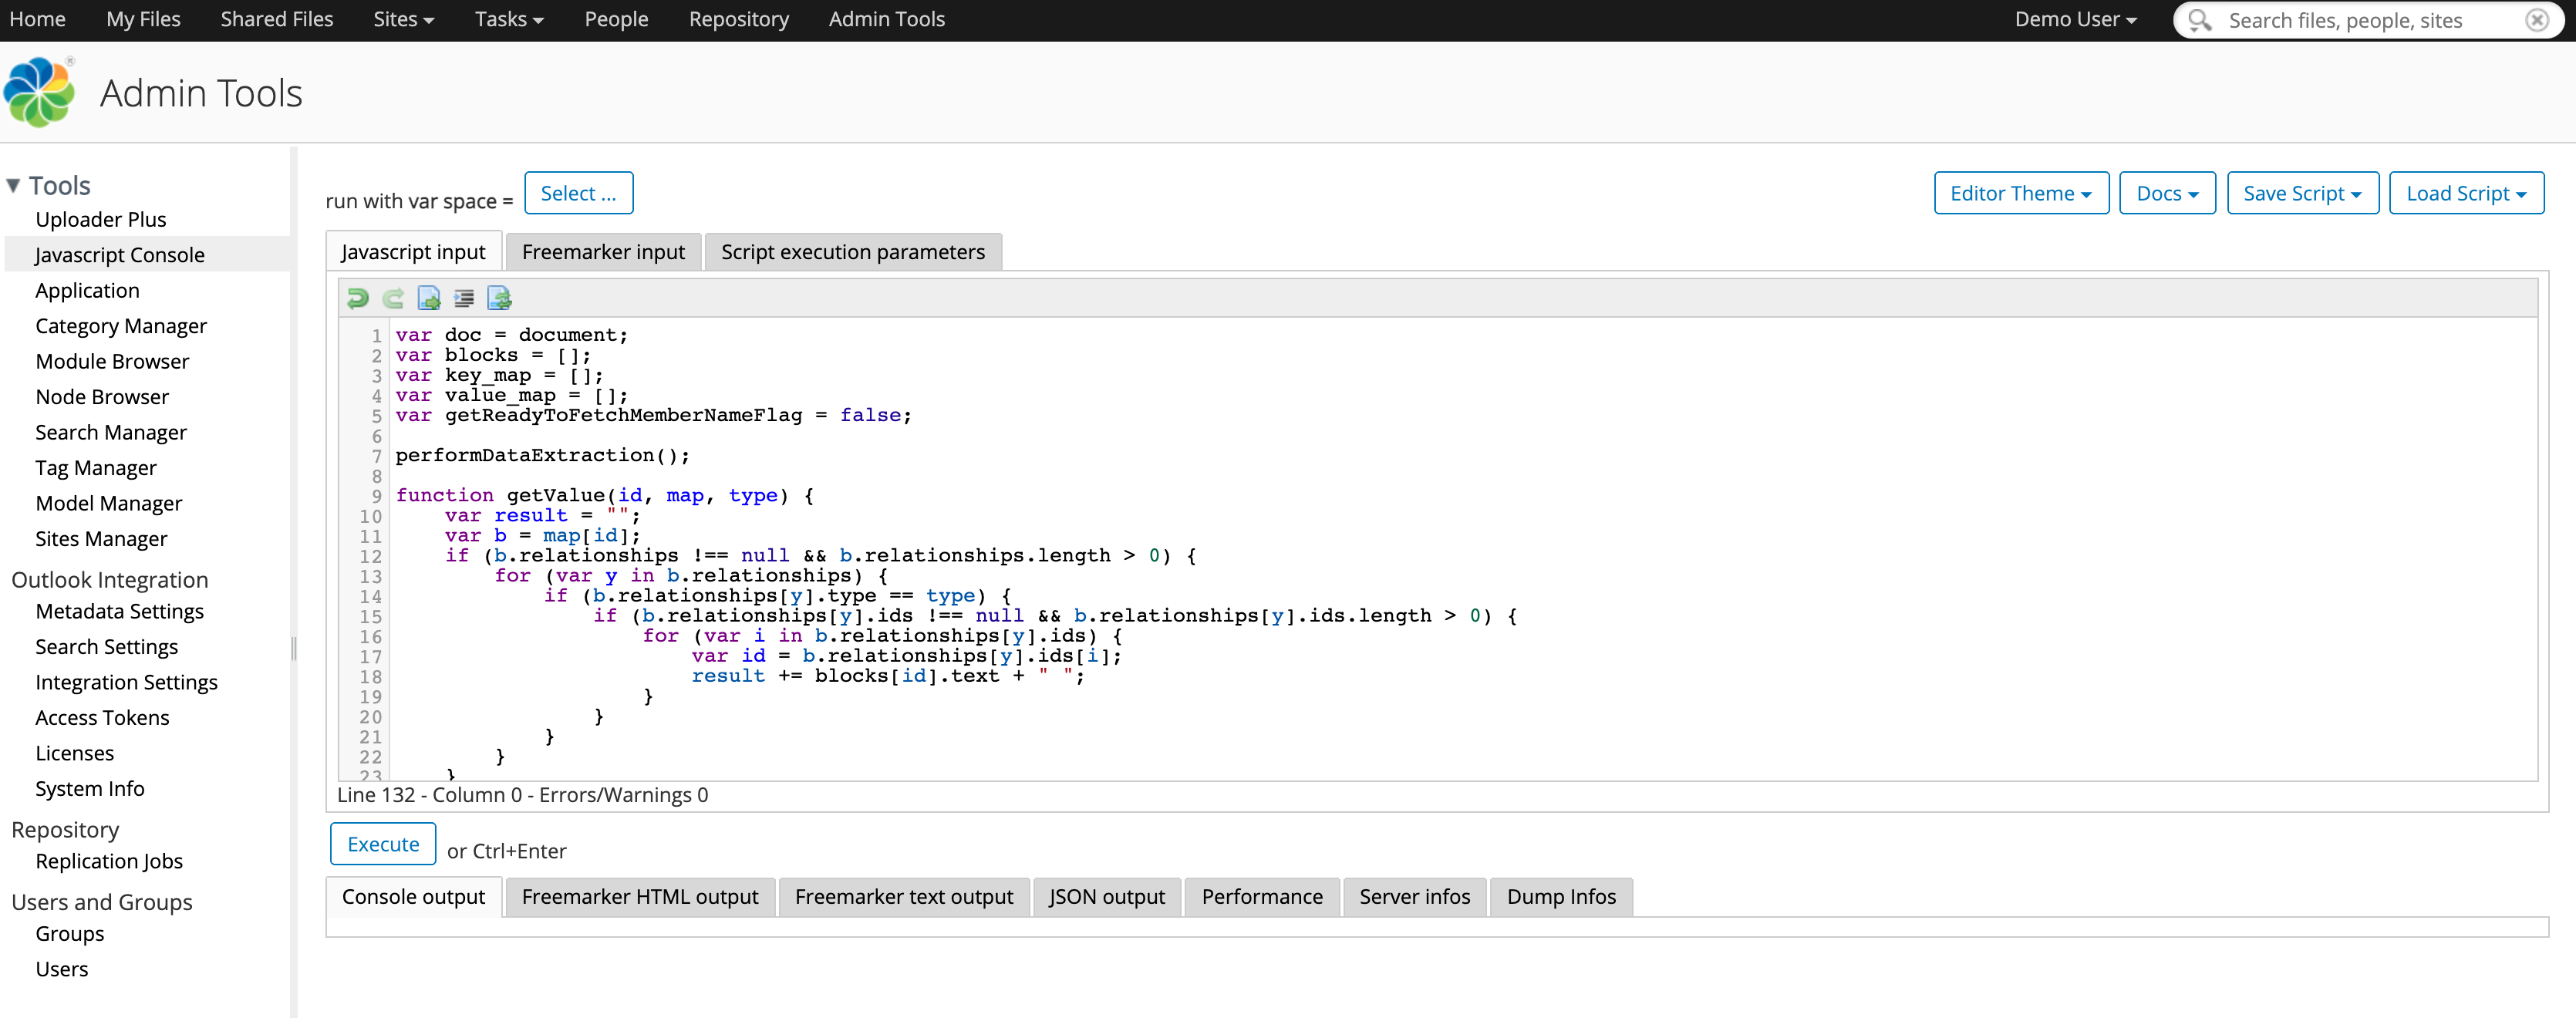 Home My Files Shared Files Sites Tasks People Repository Admin Tools Demo User Search files, people, sites
Admin Tools
Tools
Uploader Plus
Javascript Console
Application
Category Manager
Module Browser
Node Browser
Search Manager
Tag Manager
Model Manager
Sites Manager
Outlook Integration
Metadata Settings
Search Settings
Integration Settings
Access Tokens
Licenses
System Info
Repository
Replication Jobs
Users and Groups
Groups
Users
run with var space = Select ... Editor Theme Docs Save Script Load Script
Javascript input Freemarker input Script execution parameters
1 var doc = document;
2 var blocks = [];
3 var key_map = [];
4 var value_map = [];
5 var getReadyToFetchMemberNameFlag = false;
6
7 performDataExtraction();
8
9 function getValue(id, map, type) {
10 var result = "";
11 var b = map[id];
12 if (b.relationships !== null && b.relationships.length > 0) {
13 for (var y in b.relationships) {
14 if (b.relationships[y].type == type) {
15 if (b.relationships[y].ids !== null && b.relationships[y].ids.length > 0) {
16 for (var i in b.relationships[y].ids) {
17 var id = b.relationships[y].ids[i];
18 result += blocks[id].text + " ";
19 }
20 }
21 }
22 }
23 }
Line 132 - Column 0 - Errors/Warnings 0
Execute or Ctrl+Enter
Console output Freemarker HTML output Freemarker text output JSON output Performance Server infos Dump Infos